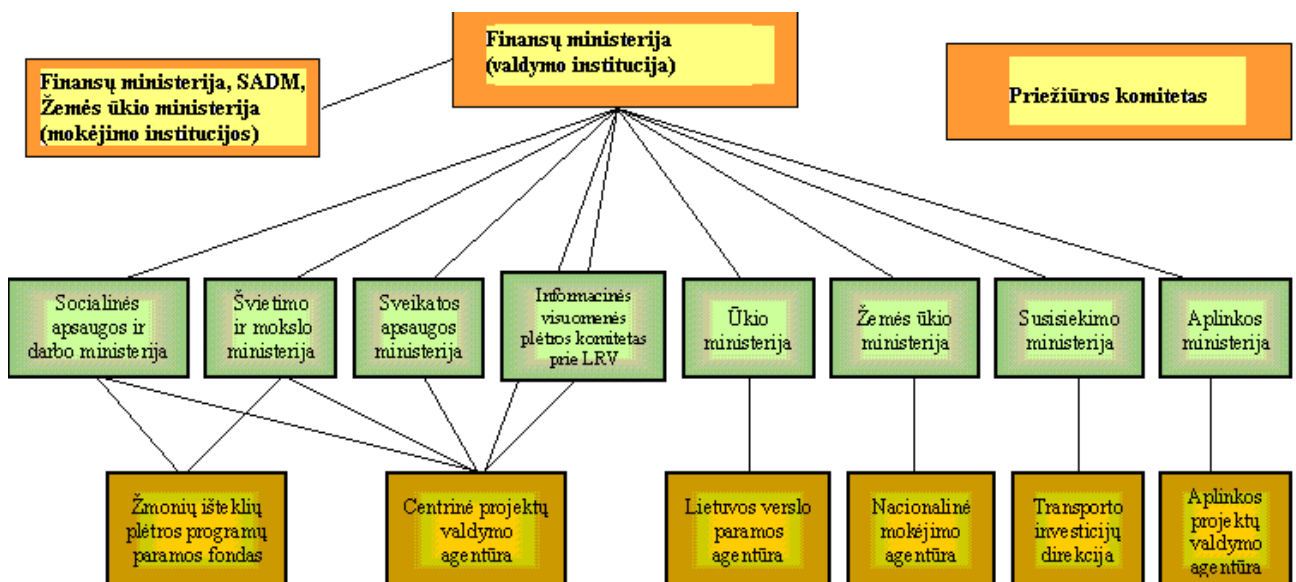 Finansų ministerija
(valdymo institucija)
Finansų ministerija, SADM,
Žemės ūkio ministerija
(mokėjimo institucijos)
Priežiūros komitetas
Socialinės
apsaugos ir
darbo ministerija
Švietimo
ir mokslo
ministerija
Sveikatos
apsaugos
ministerija
Informacinės
visuomenės
plėtros komitetas
prie LRV
Ūkio
ministerija
Žemės ūkio
ministerija
Susisiekimo
ministerija
Aplinkos
ministerija
Žmonių išteklių
plėtros programų
paramos fondas
Centrinė projektų
valdymo
agentūra
Lietuvos verslo
paramos
agentūra
Nacionalinė
mokėjimo
agentūra
Transporto
investicijų
direkcija
Aplinkos
projektų
valdymo
agentūra